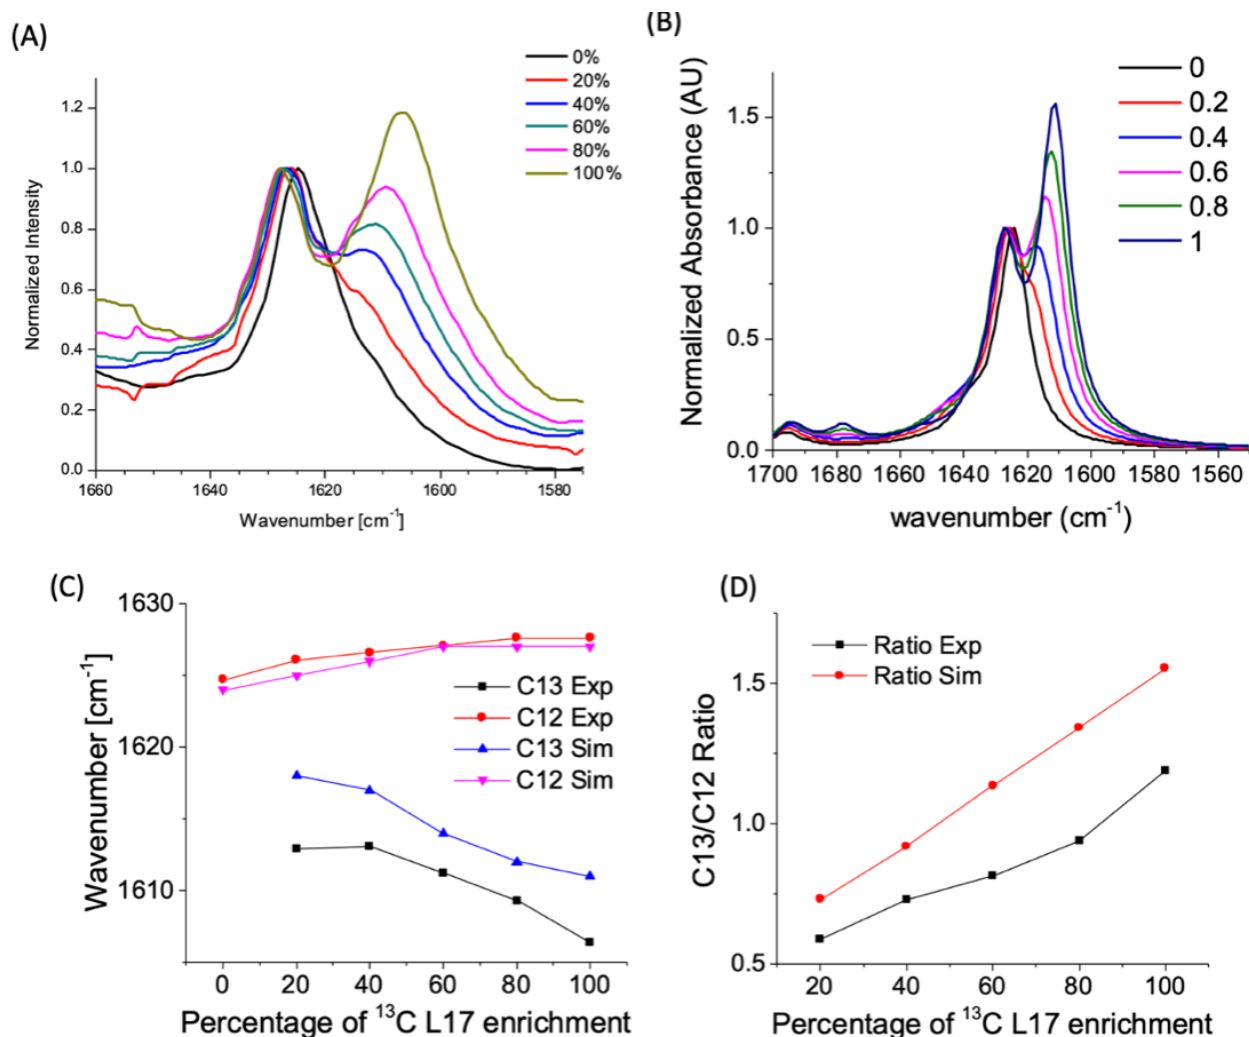 (A)
0%
20%
40%
60%
80%
100%
1.2
1.0
0.8
0.6
0.4
0.2
0.0
Normalized Intensity
1660
1640
1620
1600
1580
Wavenumber [cm⁻¹]
(B)
0
0.2
0.4
0.6
0.8
1
1.5
1.0
0.5
0.0
Normalized Absorbance (AU)
1700 1680 1660 1640 1620 1600 1580 1560
wavenumber (cm⁻¹)
(C)
1630
1620
1610
Wavenumber [cm⁻¹]
C13 Exp
C12 Exp
C13 Sim
C12 Sim
0 20 40 60 80 100
Percentage of ¹³C L17 enrichment
(D)
Ratio Exp
Ratio Sim
1.5
1.0
0.5
C13/C12 Ratio
20 40 60 80 100
Percentage of ¹³C L17 enrichment